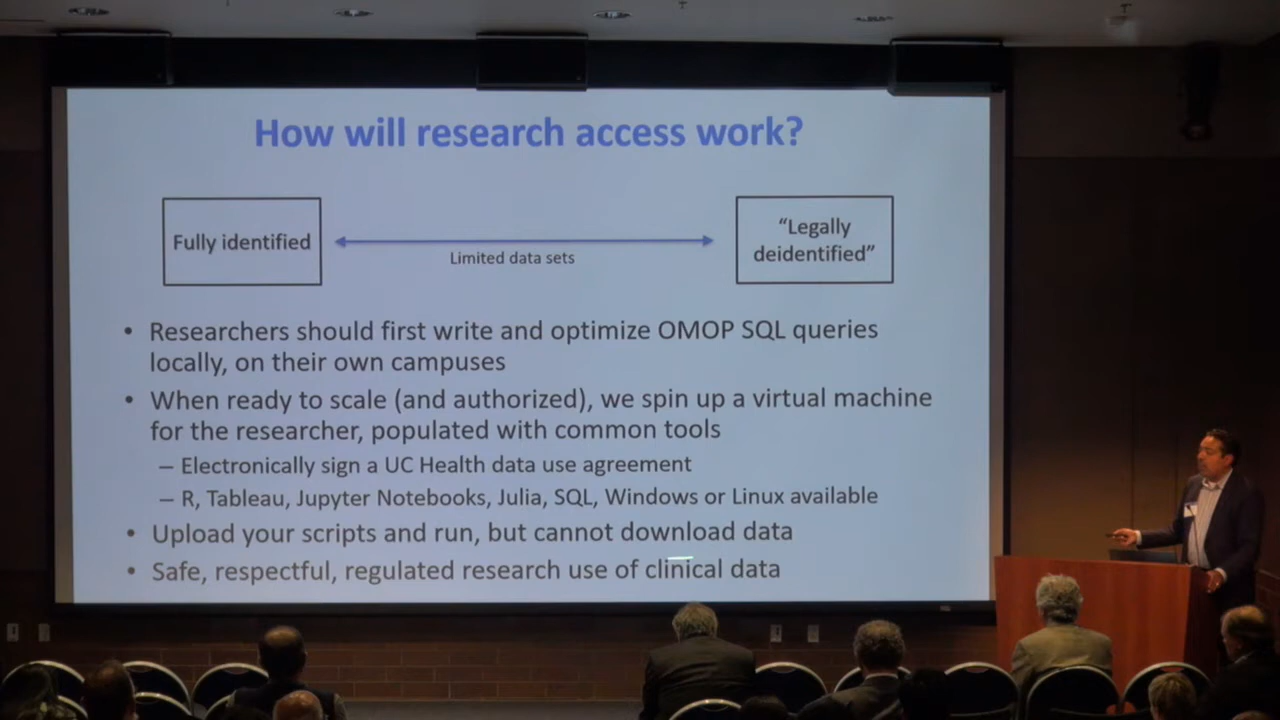 How will research access work?
Fully identified
Limited data sets
“Legally
deidentified”
• Researchers should first write and optimize OMOP SQL queries
locally, on their own campuses
• When ready to scale (and authorized), we spin up a virtual machine
for the researcher, populated with common tools
– Electronically sign a UC Health data use agreement
– R, Tableau, Jupyter Notebooks, Julia, SQL, Windows or Linux available
• Upload your scripts and run, but cannot download data
• Safe, respectful, regulated research use of clinical data